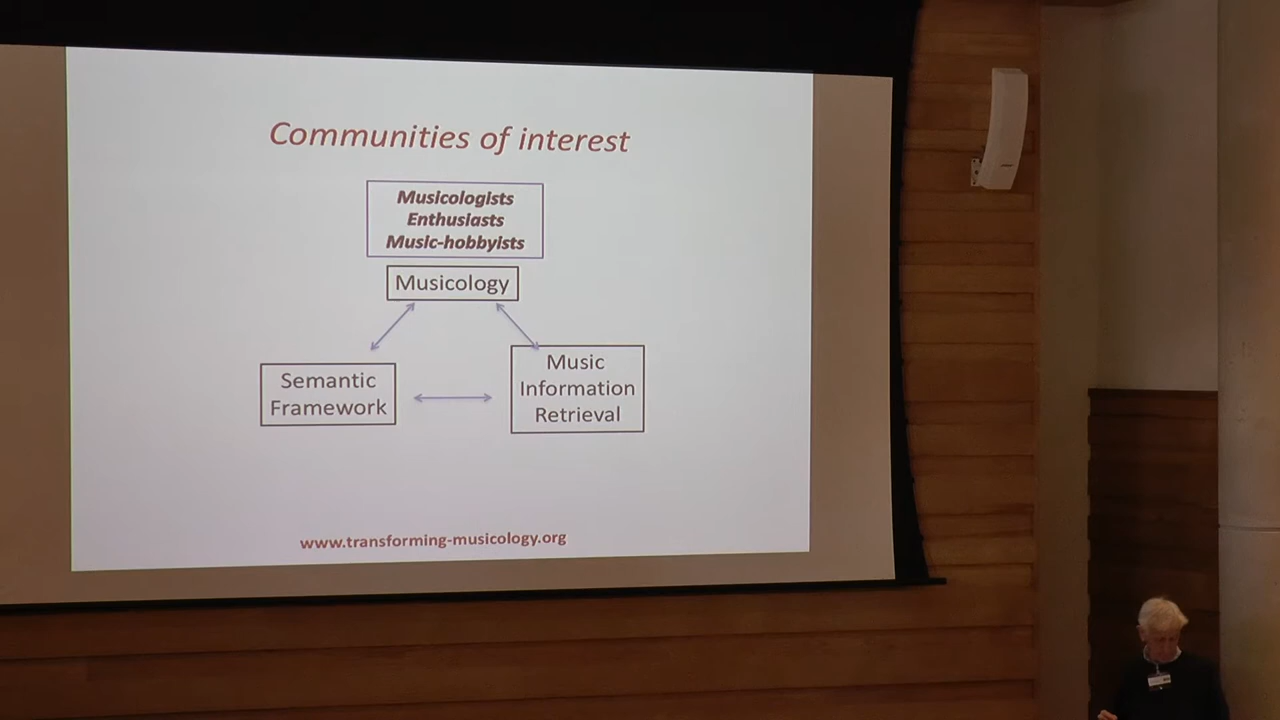 Communities of interest
Musicologists
Enthusiasts
Music-hobbyists
Musicology
Semantic
Framework
Music
Information
Retrieval
www.transforming-musicology.org